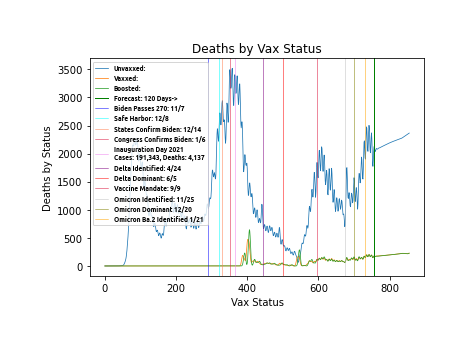 Deaths by Vax Status
Deaths by Status
3500
3000
2500
2000
1500
1000
500
0
Unvaxxed:
Vaxxed:
Boosted:
Forecast: 120 Days->
Biden Passes 270: 11/7
Safe Harbor: 12/8
States Confirm Biden: 12/14
Congress Confirms Biden: 1/6
Inauguration Day 2021
Cases: 191,343, Deaths: 4,137
Delta Identified: 4/24
Delta Dominant: 6/5
Vaccine Mandate: 9/9
Omicron Identified: 11/25
Omicron Dominant 12/20
Omicron Ba.2 Identified 1/21
0
200
400
600
800
Vax Status